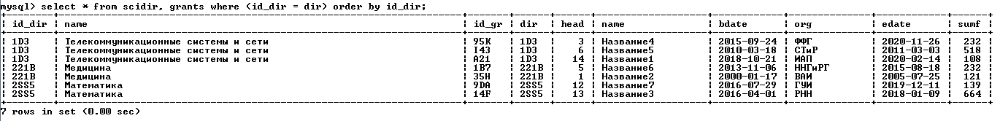 mysql> select * from scidir, grants where (id_dir = dir) order by id_dir;
id_dir | name | id_gr | dir | head | name | bdate | org | edate | sumf
1D3 | Телекоммуникационные системы и сети | 95K | 1D3 | 3 | Название4 | 2015-09-24 | ФФГ | 2020-11-26 | 232
1D3 | Телекоммуникационные системы и сети | I43 | 1D3 | 6 | Название5 | 2010-03-18 | СТиР | 2011-03-03 | 518
1D3 | Телекоммуникационные системы и сети | A21 | 1D3 | 14 | Название1 | 2018-10-21 | ИАП | 2020-02-14 | 108
221B | Медицина | 1B7 | 221B | 5 | Название6 | 2013-11-06 | ННГиРГ | 2015-08-18 | 232
221B | Медицина | 35H | 221B | 1 | Название2 | 2000-01-17 | ВАИ | 2005-07-25 | 121
2SS5 | Математика | 9DA | 2SS5 | 12 | Название7 | 2016-07-29 | ГУИ | 2019-12-11 | 139
2SS5 | Математика | 14F | 2SS5 | 13 | Название3 | 2016-04-01 | РНН | 2018-01-09 | 664
7 rows in set (0.00 sec)